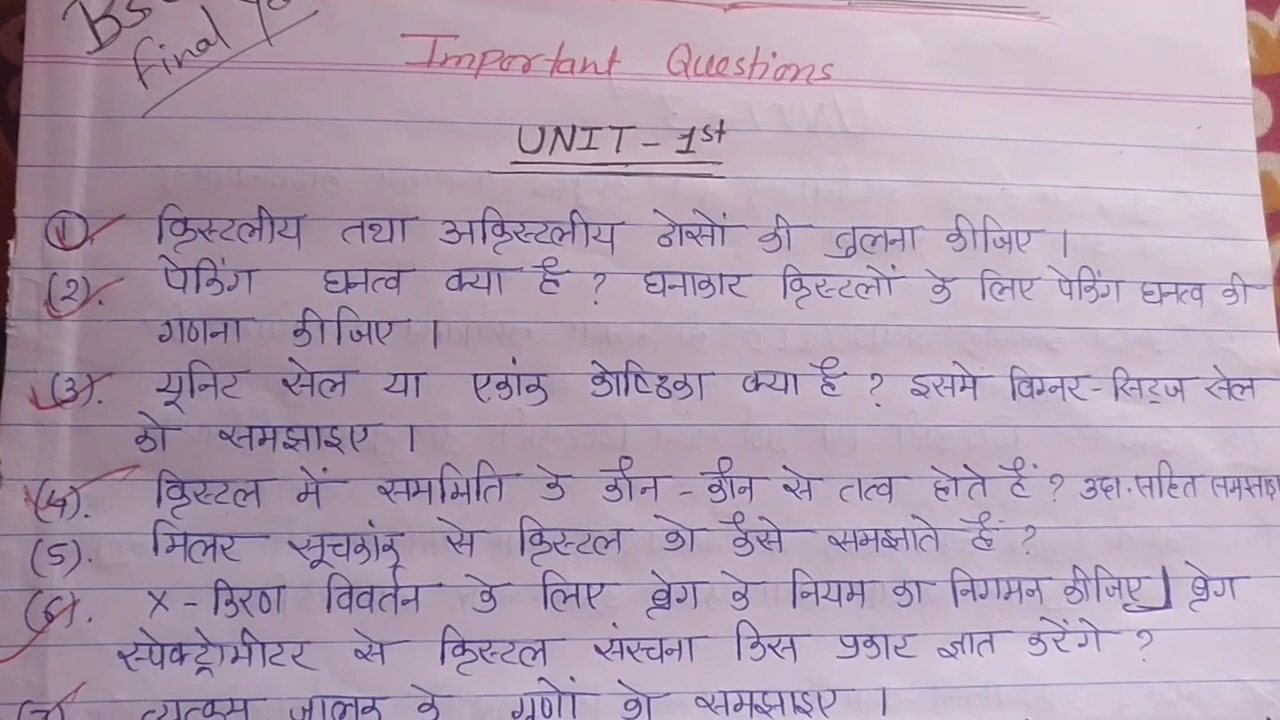 BS
Final
Important Questions
UNIT - 1st
(1). क्रिस्टलीय तथा अक्रिस्टलीय ठोसों की तुलना कीजिए ।
(2). पेकिंग घनत्व क्या है ? घनाकार क्रिस्टलों के लिए पेकिंग घनत्व की
गणना कीजिए ।
(3). यूनिट सेल या एकांक कोष्ठिका क्या है ? इसमें विग्नर-सिट्ज सेल
को समझाइए ।
(4). क्रिस्टल में सममिति के कौन-कौन से तत्व होते हैं ? उदा. सहित समझाइ
(5). मिलर सूचकांक से क्रिस्टल को कैसे समझाते हैं ?
(6). X-किरण विवर्तन के लिए ब्रेग के नियम का निगमन कीजिए । ब्रेग
स्पेक्ट्रोमीटर से क्रिस्टल संरचना किस प्रकार ज्ञात करेंगे ?
(7) व्युत्क्रम जालक के गुणों को समझाइए ।